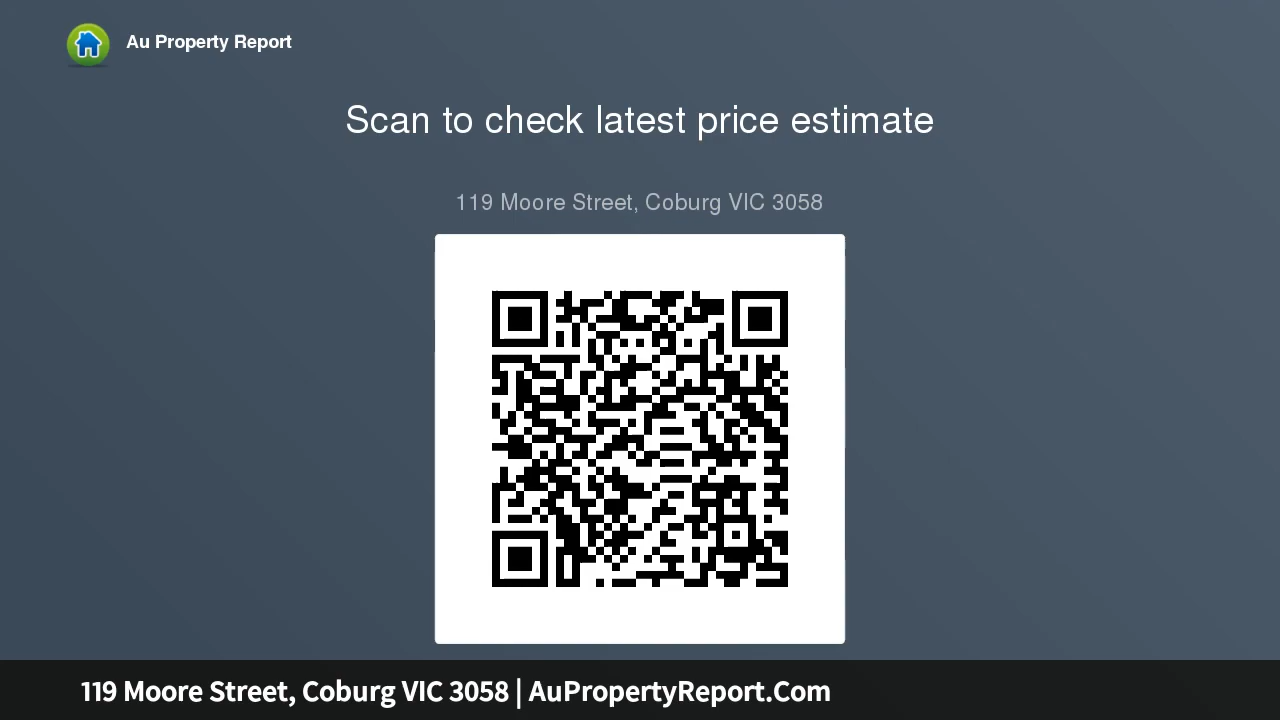 Au Property Report
Scan to check latest price estimate
119 Moore Street, Coburg VIC 3058
119 Moore Street, Coburg VIC 3058 | AuPropertyReport.Com